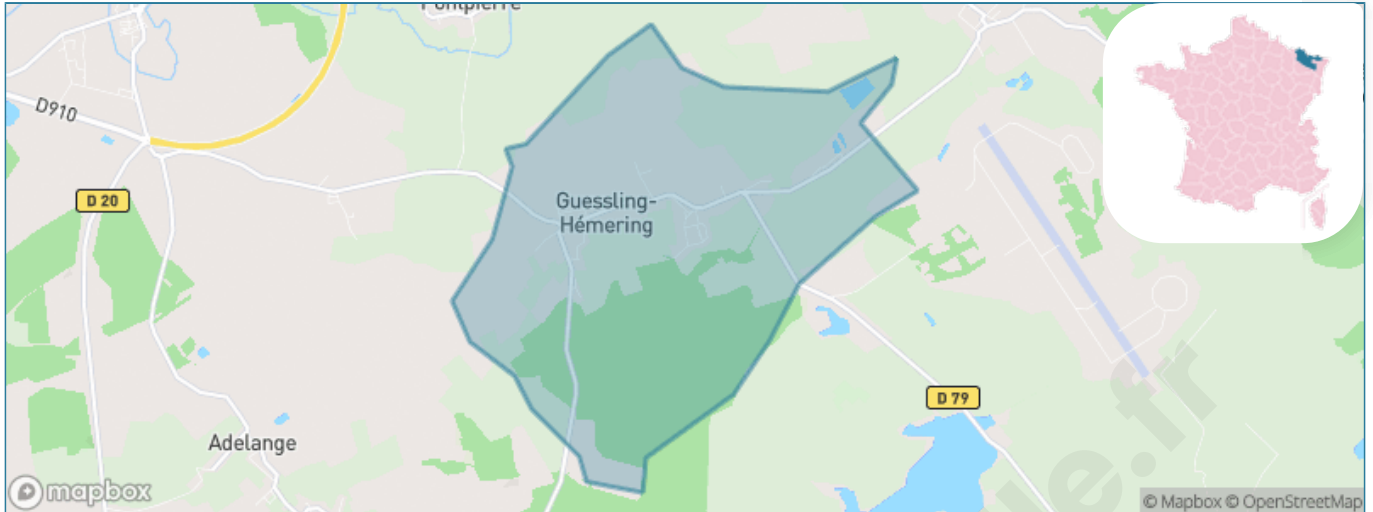 Pontpierre
D910
D 20
Guessling-
Hémering
D 79
Adelange
mapbox
© Mapbox © OpenStreetMap